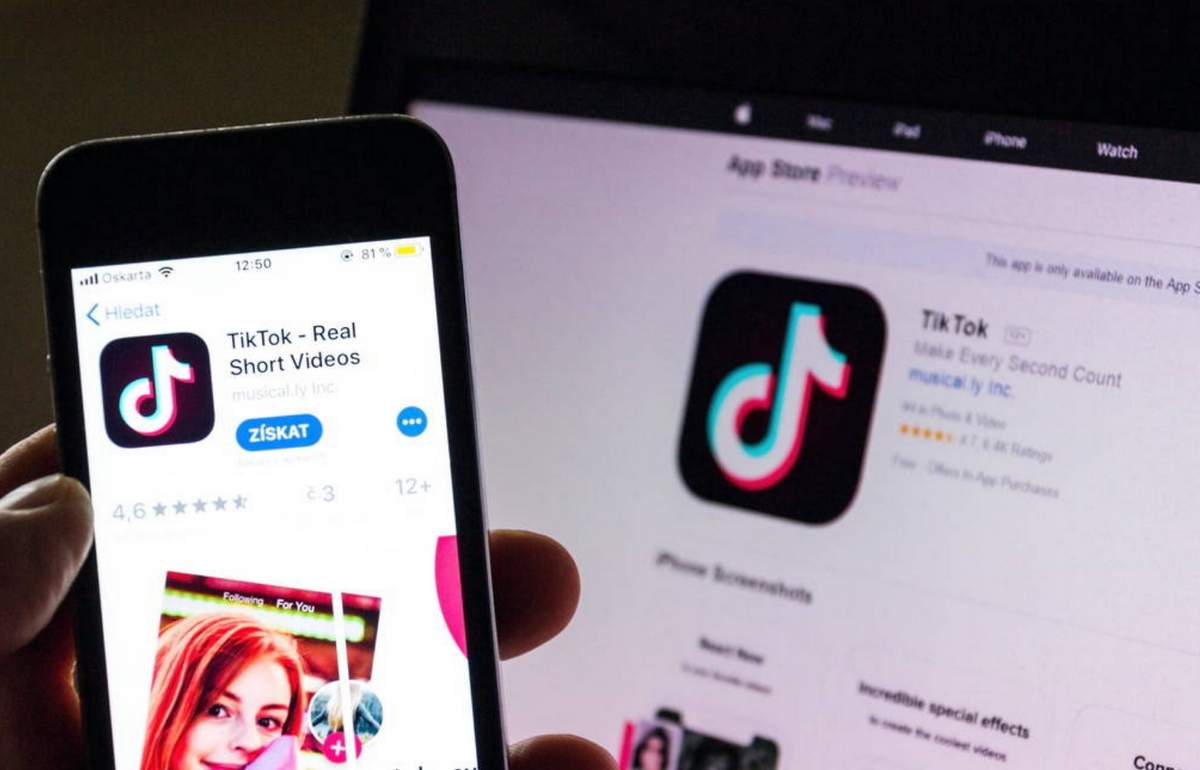 Oskarta
12:50
81 %
Hledat
TikTok - Real
Short Videos
musical.ly Inc.
ZÍSKAT
4,6
č.3
12+
Following For You
Mac
iPad
iPhone
Watch
App Store Preview
This app is only available on the App S
TikTok 12+
Make Every Second Count
musical.ly Inc.
#4 in Photo & Video
4.7, 6.4K Ratings
Free · Offers In-App Purchases
iPhone Screenshots
Incredible special effects
to create the coolest videos